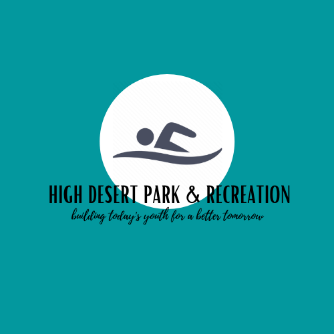 HIGH DESERT PARK & RECREATION
building today's youth for a better tomorrow